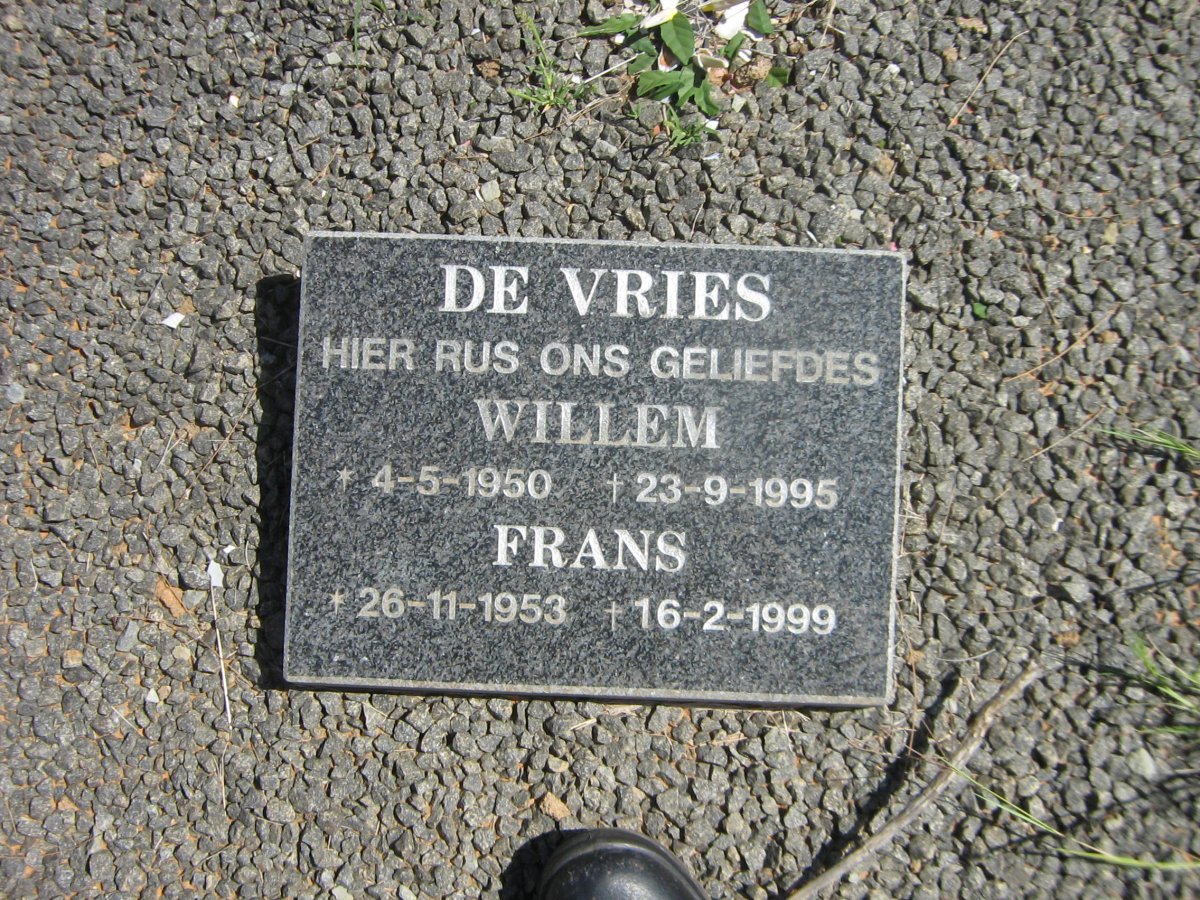 DE VRIES
HIER RUS ONS GELIEFDES
WILLEM
* 4-5-1950 † 23-9-1995
FRANS
* 26-11-1953 † 16-2-1999